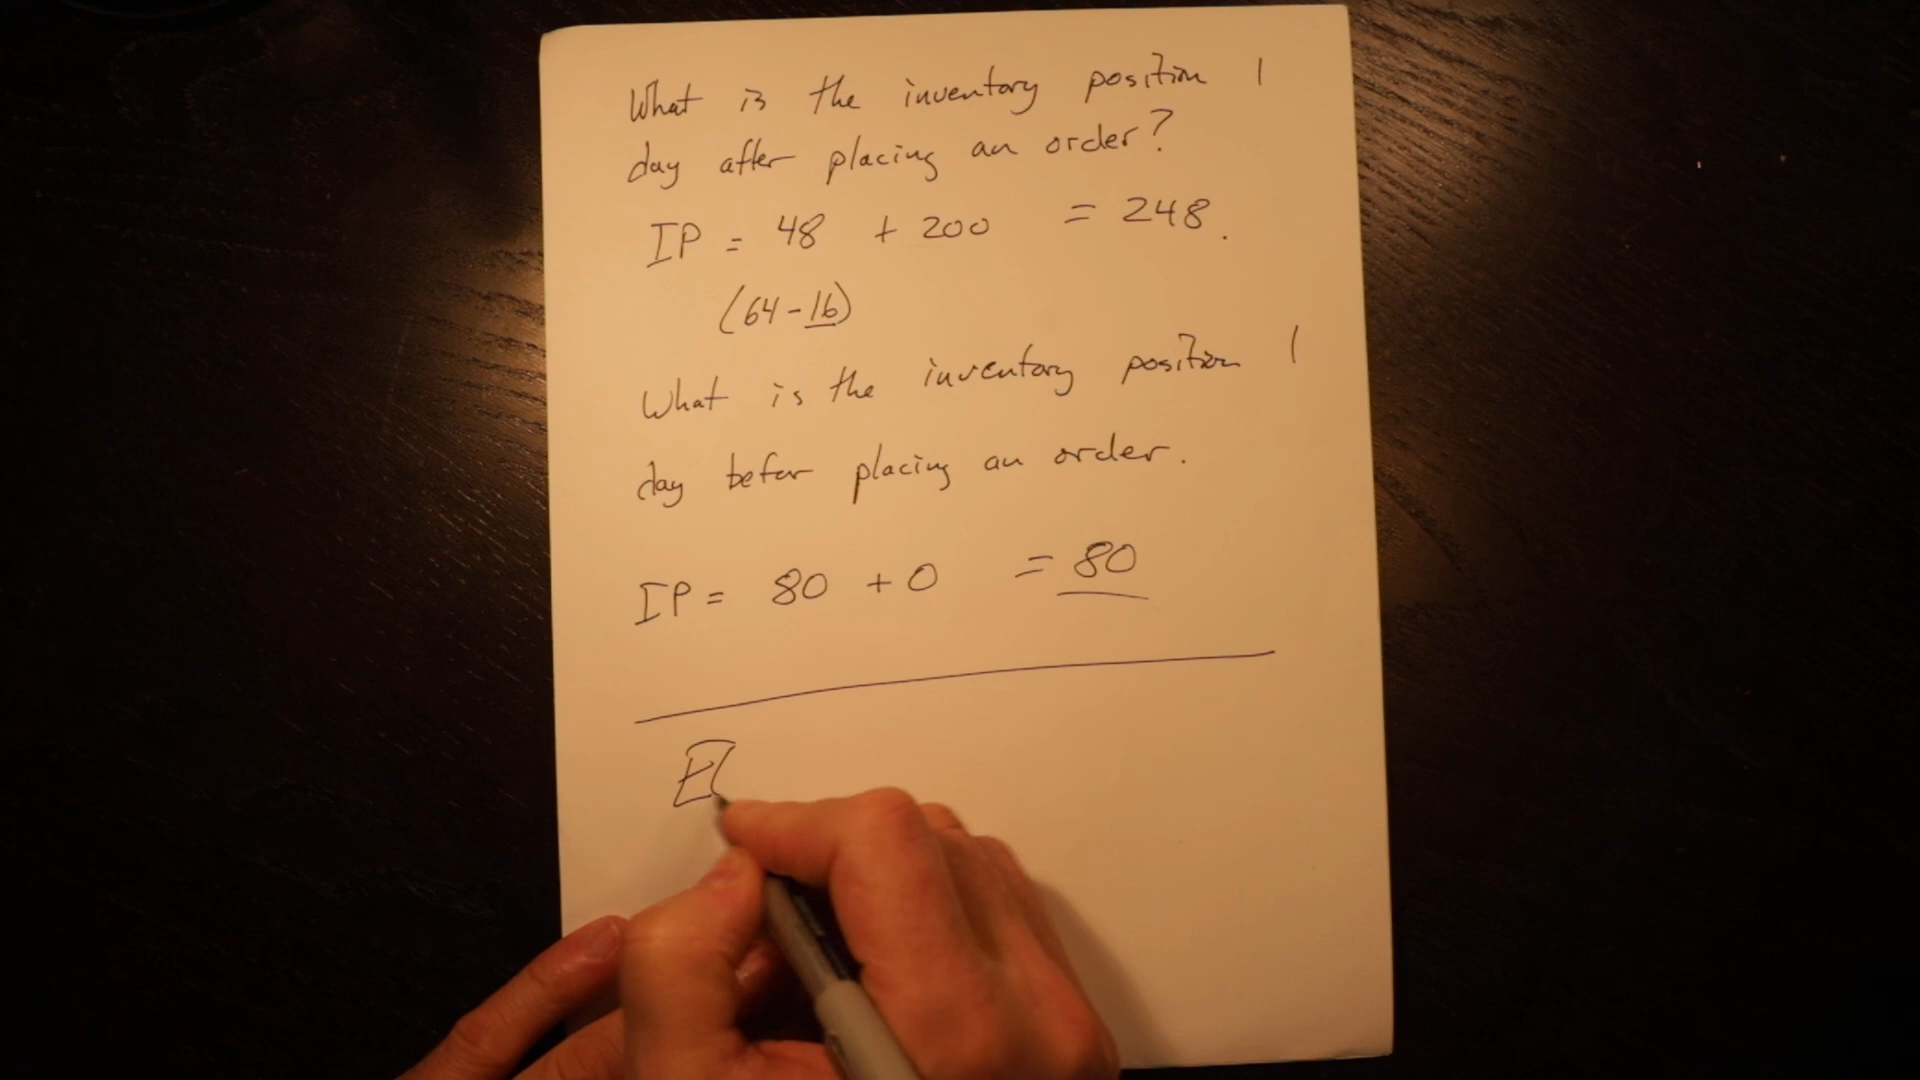 What is the inventory position 1
day after placing an order?
IP = 48 + 200 = 248.
(64-16)
What is the inventory position 1
day befor placing an order.
IP = 80 + 0 = 80